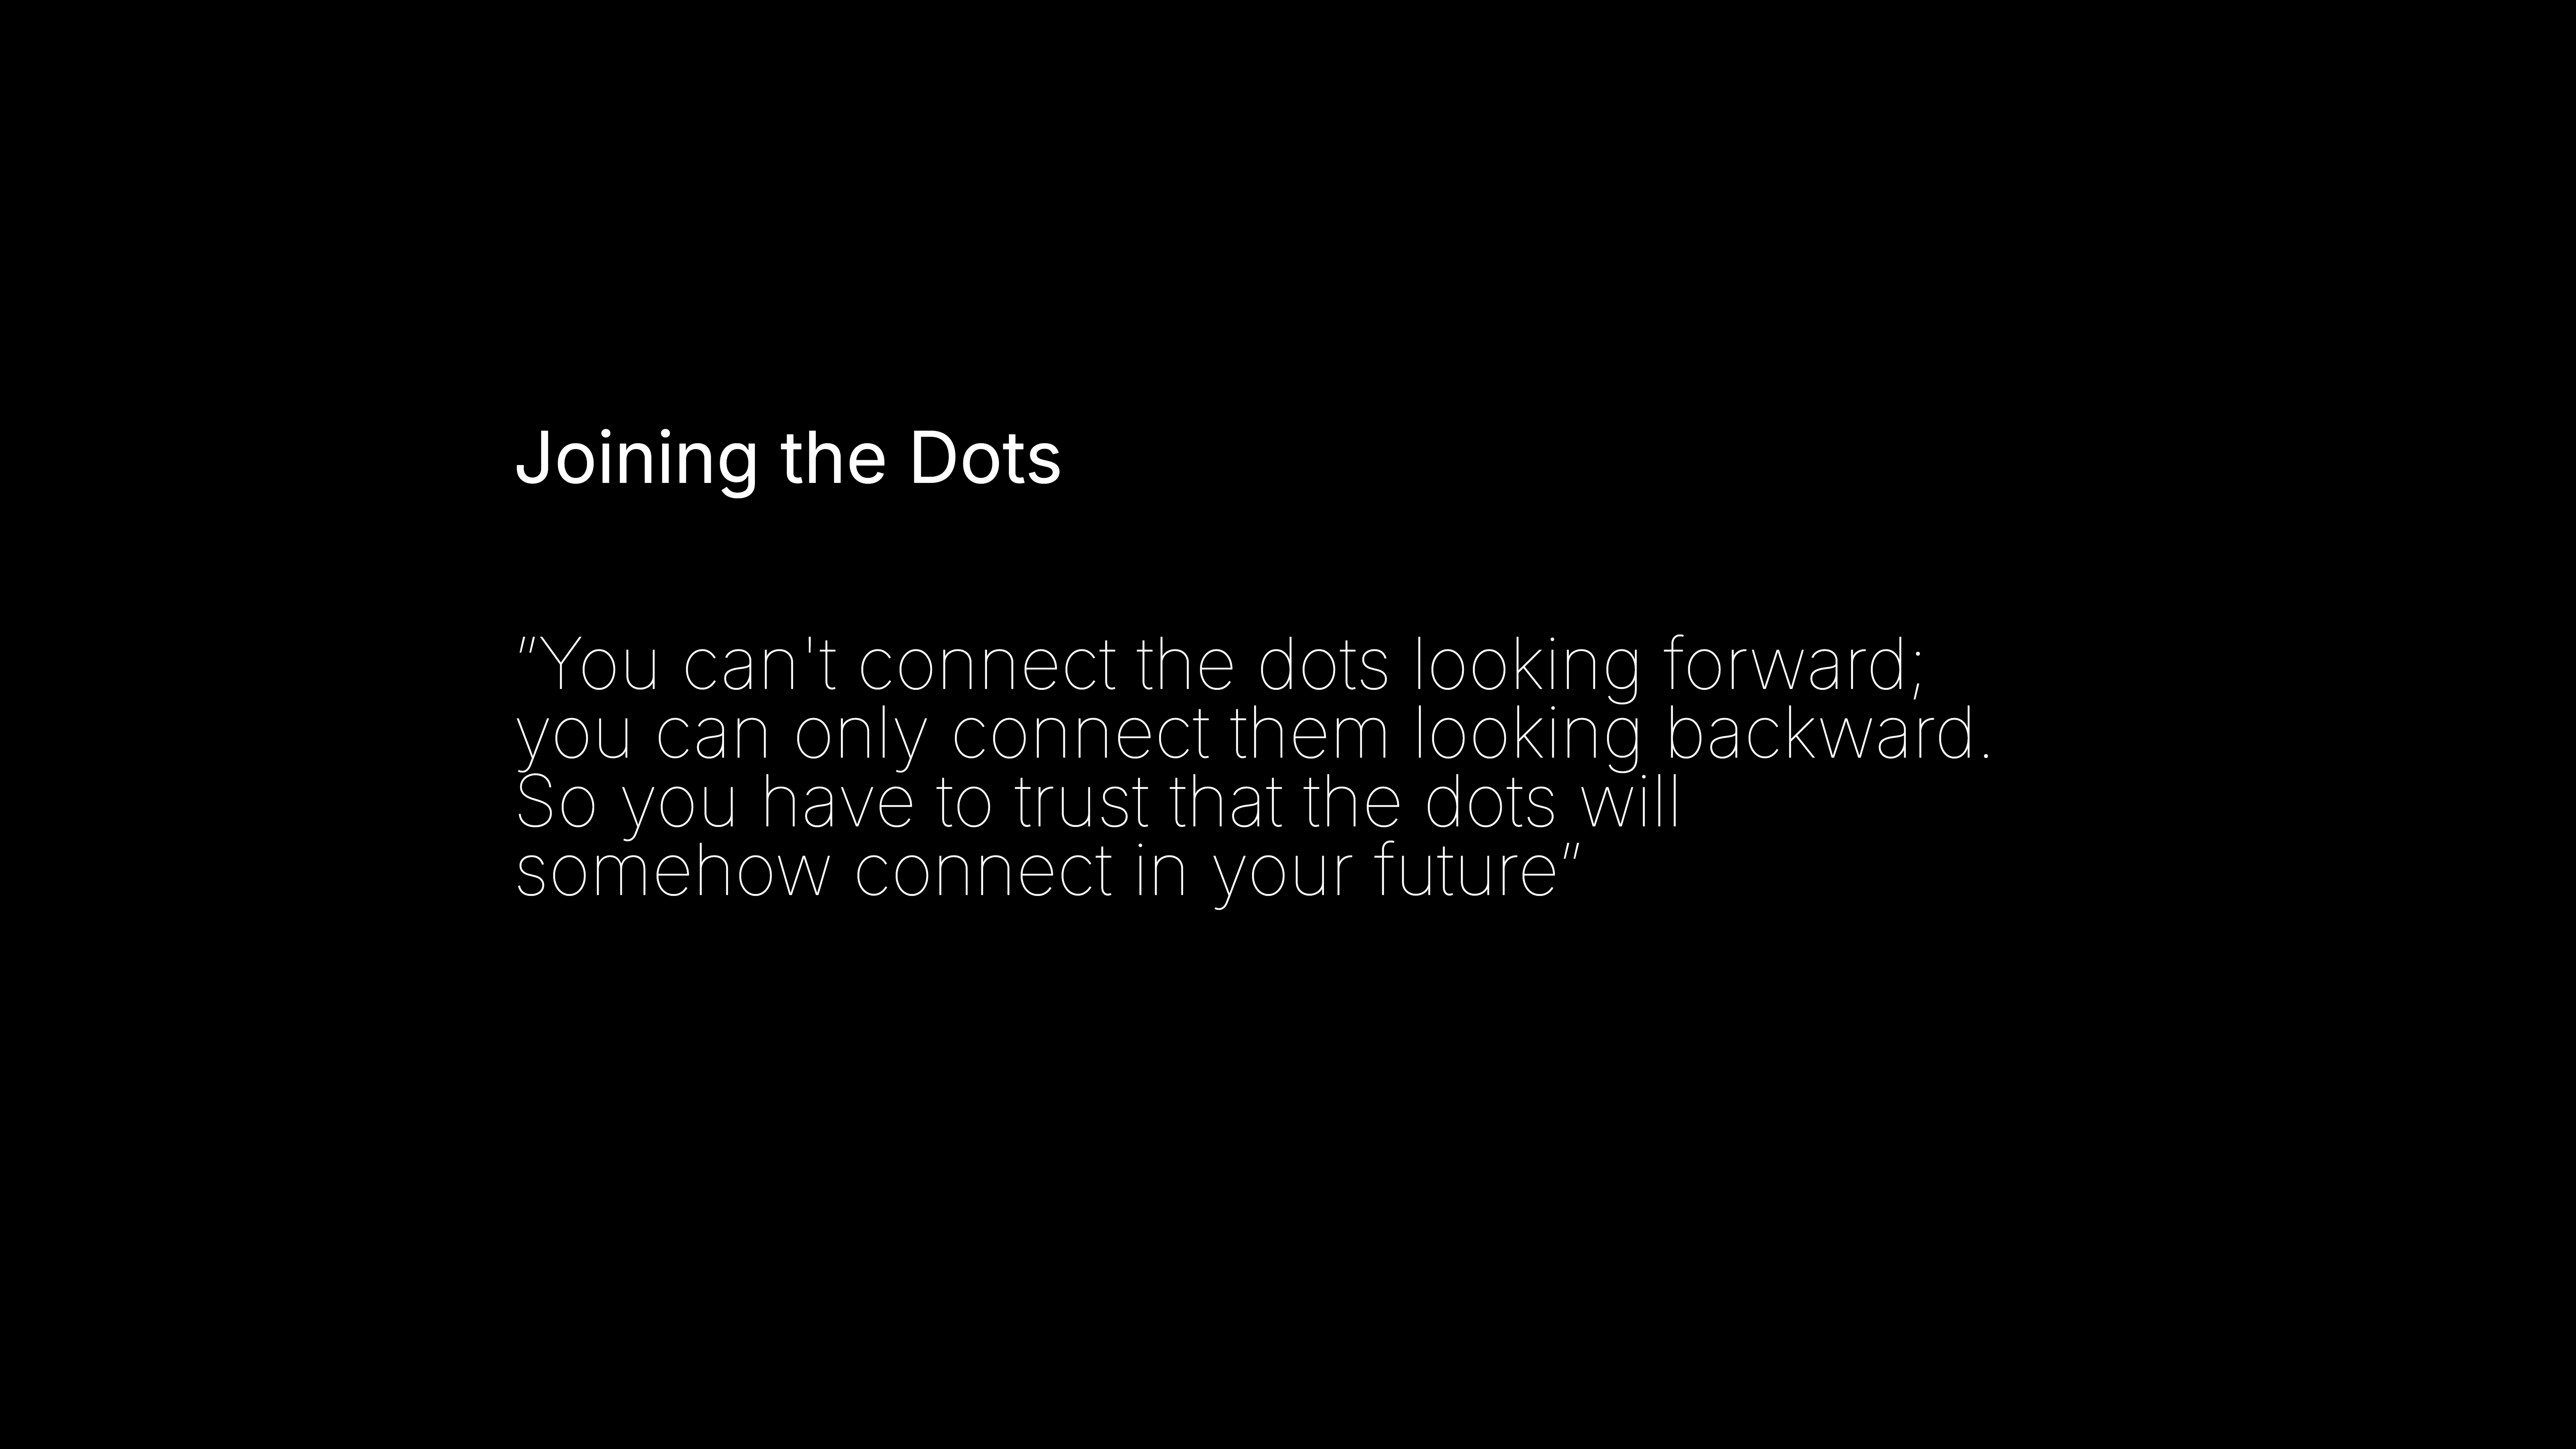 Joining the Dots
“You can't connect the dots looking forward;
you can only connect them looking backward.
So you have to trust that the dots will
somehow connect in your future”